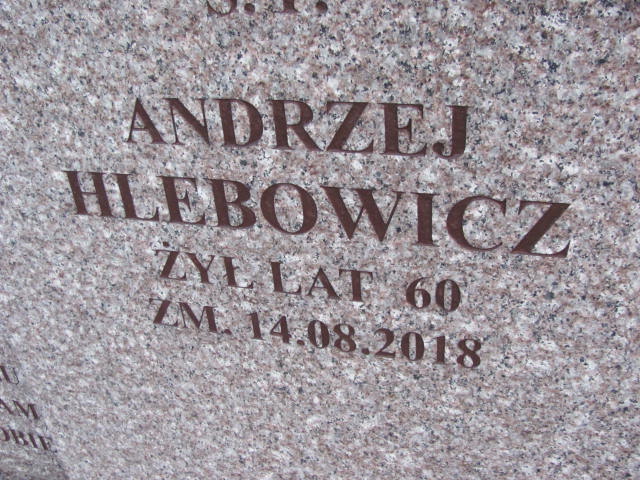 Ś.P.
ANDRZEJ
HLEBOWICZ
ŻYŁ LAT 60
ZM. 14.08.2018